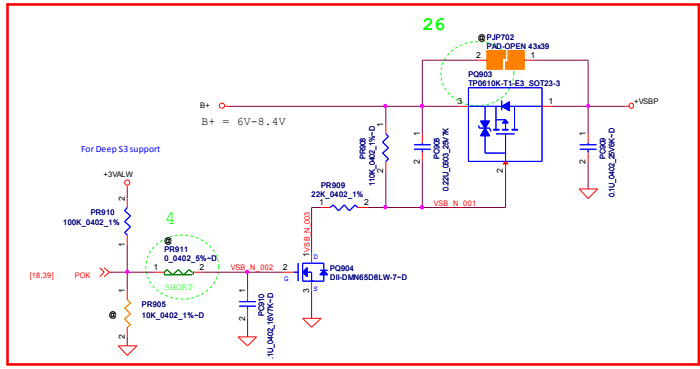 26
@
PJP702
PAD-OPEN 43x39
2
1
PQ903
TP0610K-T1-E3_SOT23-3
B+
3
1
+VSBP
B+ = 6V-8.4V
1
2
PR908
110K_0402_1%~D
1
2
PC908
0.22U_0603_25V7K
2
1
2
PC909
0.1U_0402_25V6K~D
For Deep S3 support
+3VALW
PR909
22K_0402_1%
1
2
VSB_N_001
2
PR910
100K_0402_1%
1
4
@
PR911
0_0402_5%~D
VSB_N_003
[18.39]
POK
1
2
SHORT
VSB_N_002
2
G
1
D
S
3
PQ904
DII-DMN65D8LW-7~D
1
2
@
PR905
10K_0402_1%~D
1
2
PC910
.1U_0402_16V7K~D